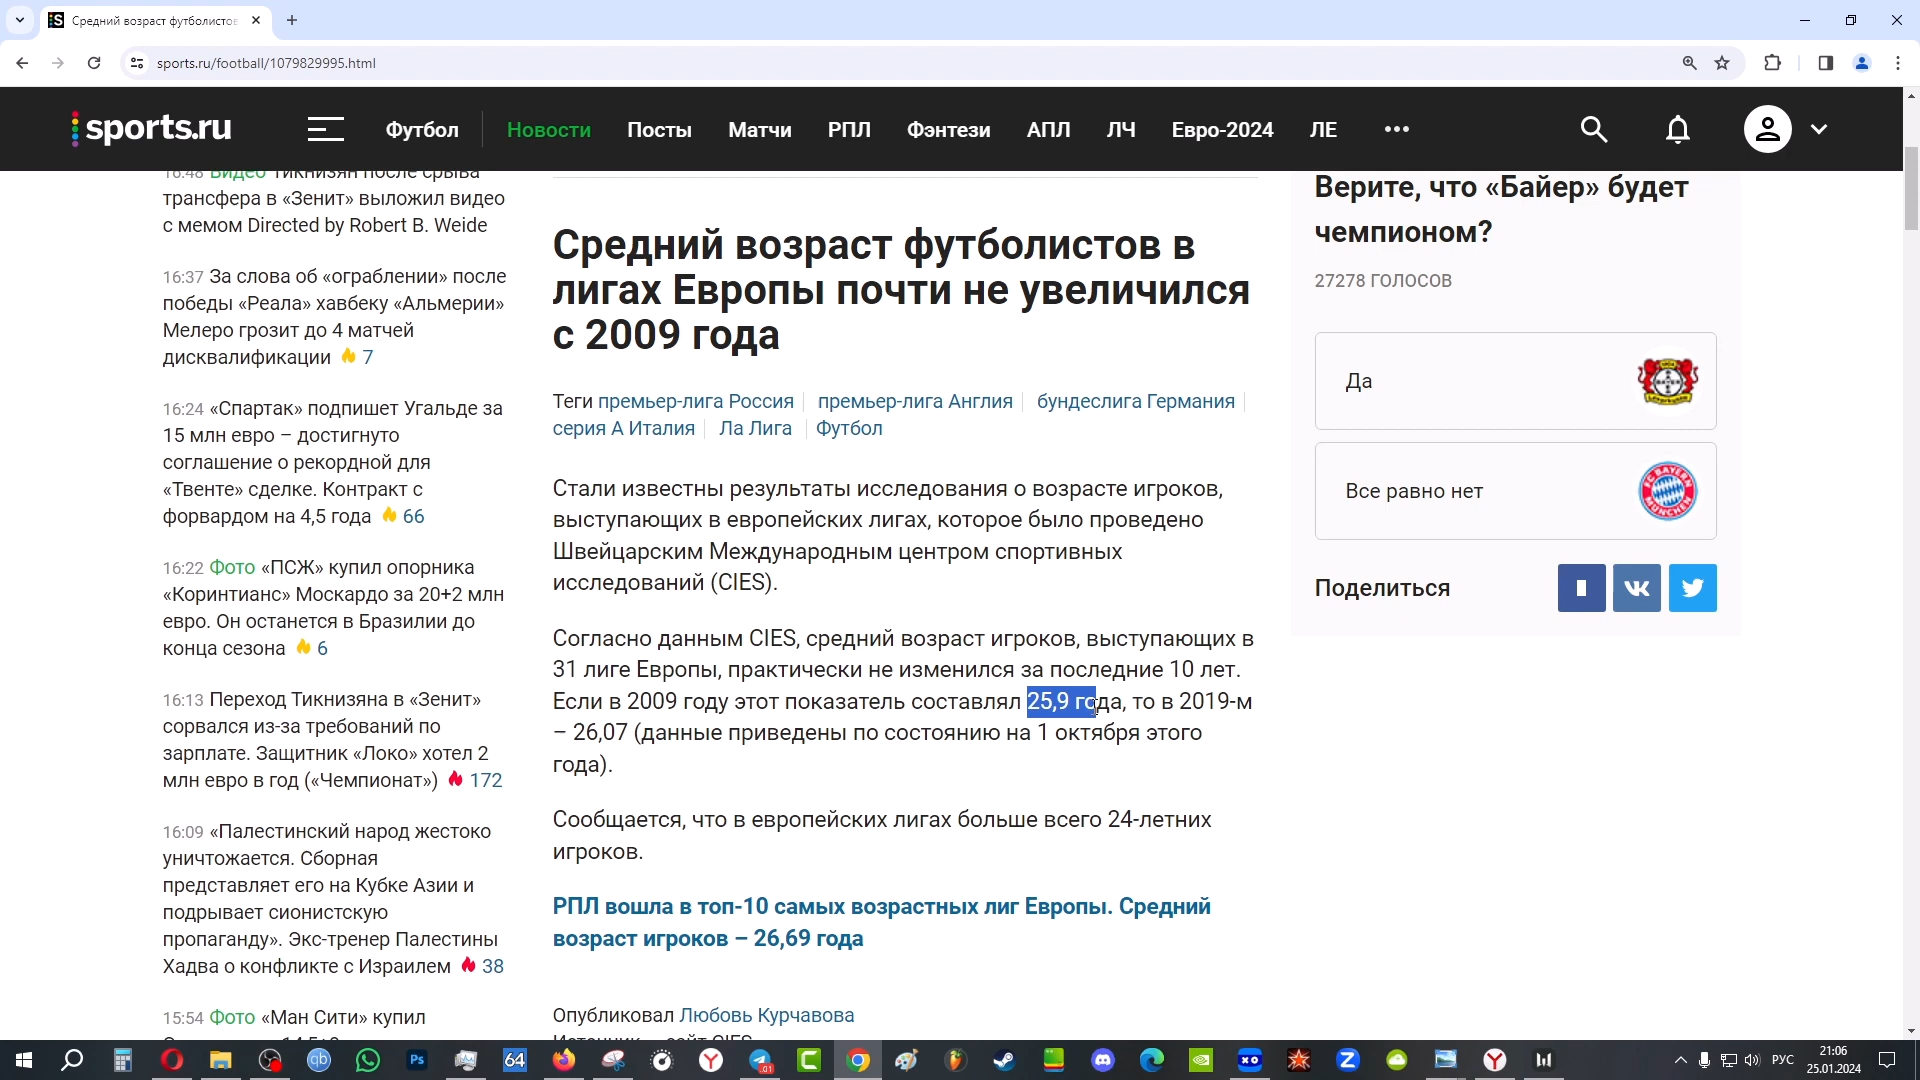 Средний возраст футболистов
sports.ru/football/1079829995.html
sports.ru
Футбол
Новости
Посты
Матчи
РПЛ
Фэнтези
АПЛ
ЛЧ
Евро-2024
ЛЕ
16:48 Видео Тикнизян после срыва
трансфера в «Зенит» выложил видео
с мемом Directed by Robert B. Weide
16:37 За слова об «ограблении» после
победы «Реала» хавбеку «Альмерии»
Мелеро грозит до 4 матчей
дисквалификации 7
16:24 «Спартак» подпишет Угальде за
15 млн евро – достигнуто
соглашение о рекордной для
«Твенте» сделке. Контракт с
форвардом на 4,5 года 66
16:22 Фото «ПСЖ» купил опорника
«Коринтианс» Москардо за 20+2 млн
евро. Он останется в Бразилии до
конца сезона 6
16:13 Переход Тикнизяна в «Зенит»
сорвался из-за требований по
зарплате. Защитник «Локо» хотел 2
млн евро в год («Чемпионат») 172
16:09 «Палестинский народ жестоко
уничтожается. Сборная
представляет его на Кубке Азии и
подрывает сионистскую
пропаганду». Экс-тренер Палестины
Хадва о конфликте с Израилем 38
15:54 Фото «Ман Сити» купил
Средний возраст футболистов в
лигах Европы почти не увеличился
с 2009 года
Теги премьер-лига Россия
премьер-лига Англия
бундеслига Германия
серия А Италия
Ла Лига
Футбол
Стали известны результаты исследования о возрасте игроков,
выступающих в европейских лигах, которое было проведено
Швейцарским Международным центром спортивных
исследований (CIES).
Согласно данным CIES, средний возраст игроков, выступающих в
31 лиге Европы, практически не изменился за последние 10 лет.
Если в 2009 году этот показатель составлял 25,9 года, то в 2019-м
– 26,07 (данные приведены по состоянию на 1 октября этого
года).
Сообщается, что в европейских лигах больше всего 24-летних
игроков.
РПЛ вошла в топ-10 самых возрастных лиг Европы. Средний
возраст игроков – 26,69 года
Опубликовал Любовь Курчавова
Источник – сайт CIES
Верите, что «Байер» будет
чемпионом?
27278 ГОЛОСОВ
Да
Все равно нет
Поделиться
РУС
21:06
25.01.2024